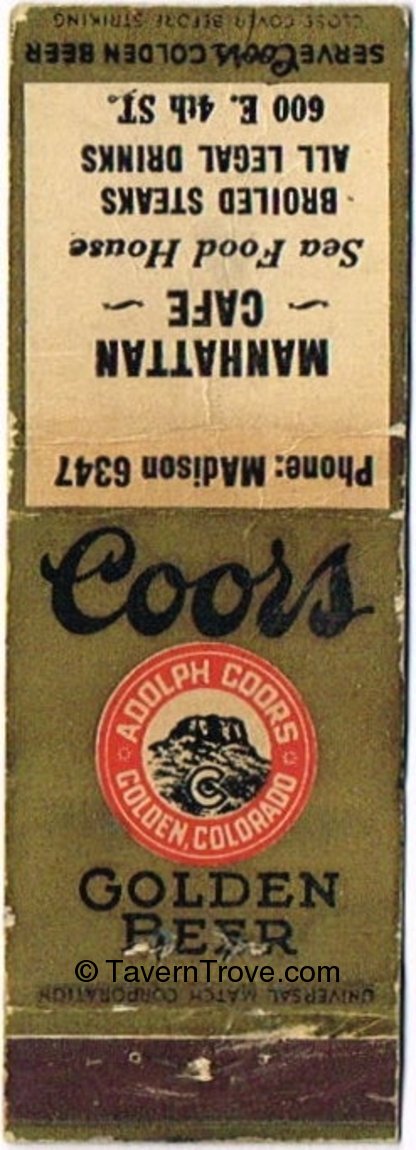 CLOSE COVER BEFORE STRIKING
SERVE Coors GOLDEN BEER
600 E. 4th ST.
ALL LEGAL DRINKS
BROILED STEAKS
Sea Food House
~ CAFE ~
MANHATTAN
Phone: MAdison 6347
Coors
ADOLPH COORS
C
GOLDEN, COLORADO
GOLDEN
BEER
© TavernTrove.com
UNIVERSAL MATCH CORPORATION